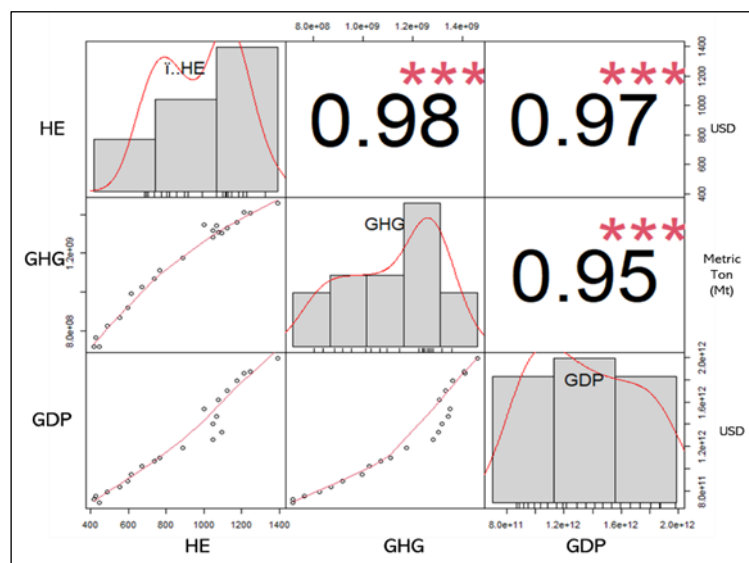 8.0e+08 1.0e+09 1.2e+09 1.4e+09
HE
ï..HE
0.98
***
0.97
***
400 600 800 1000 1200 1400
USD
GHG
8.0e+08 1.2e+09
GHG
0.95
***
Metric
Ton
(Mt)
GDP
GDP
8.0e+11 1.2e+12 1.6e+12 2.0e+12
USD
400 600 800 1000 1200 1400
8.0e+11 1.2e+12 1.6e+12 2.0e+12
HE GHG GDP